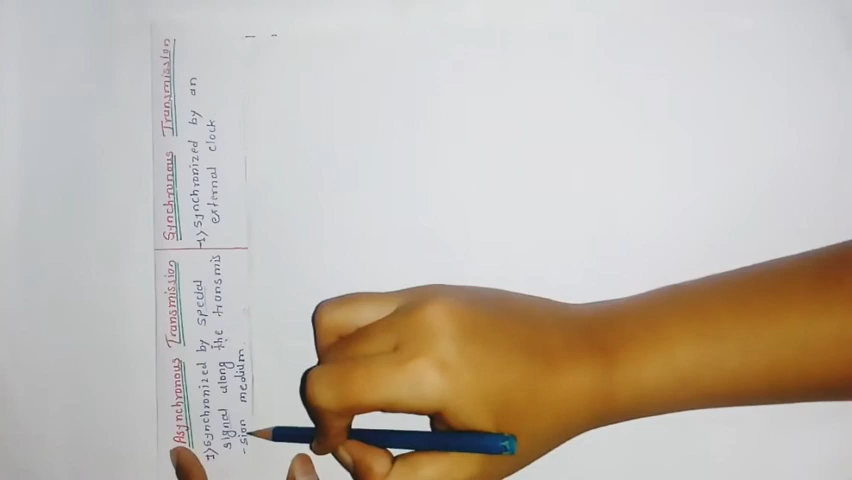 Asynchronous Transmission
1) Synchronized by special
signal along the transmis
-sion medium
Synchronous Transmission
1) Synchronized by an
external clock